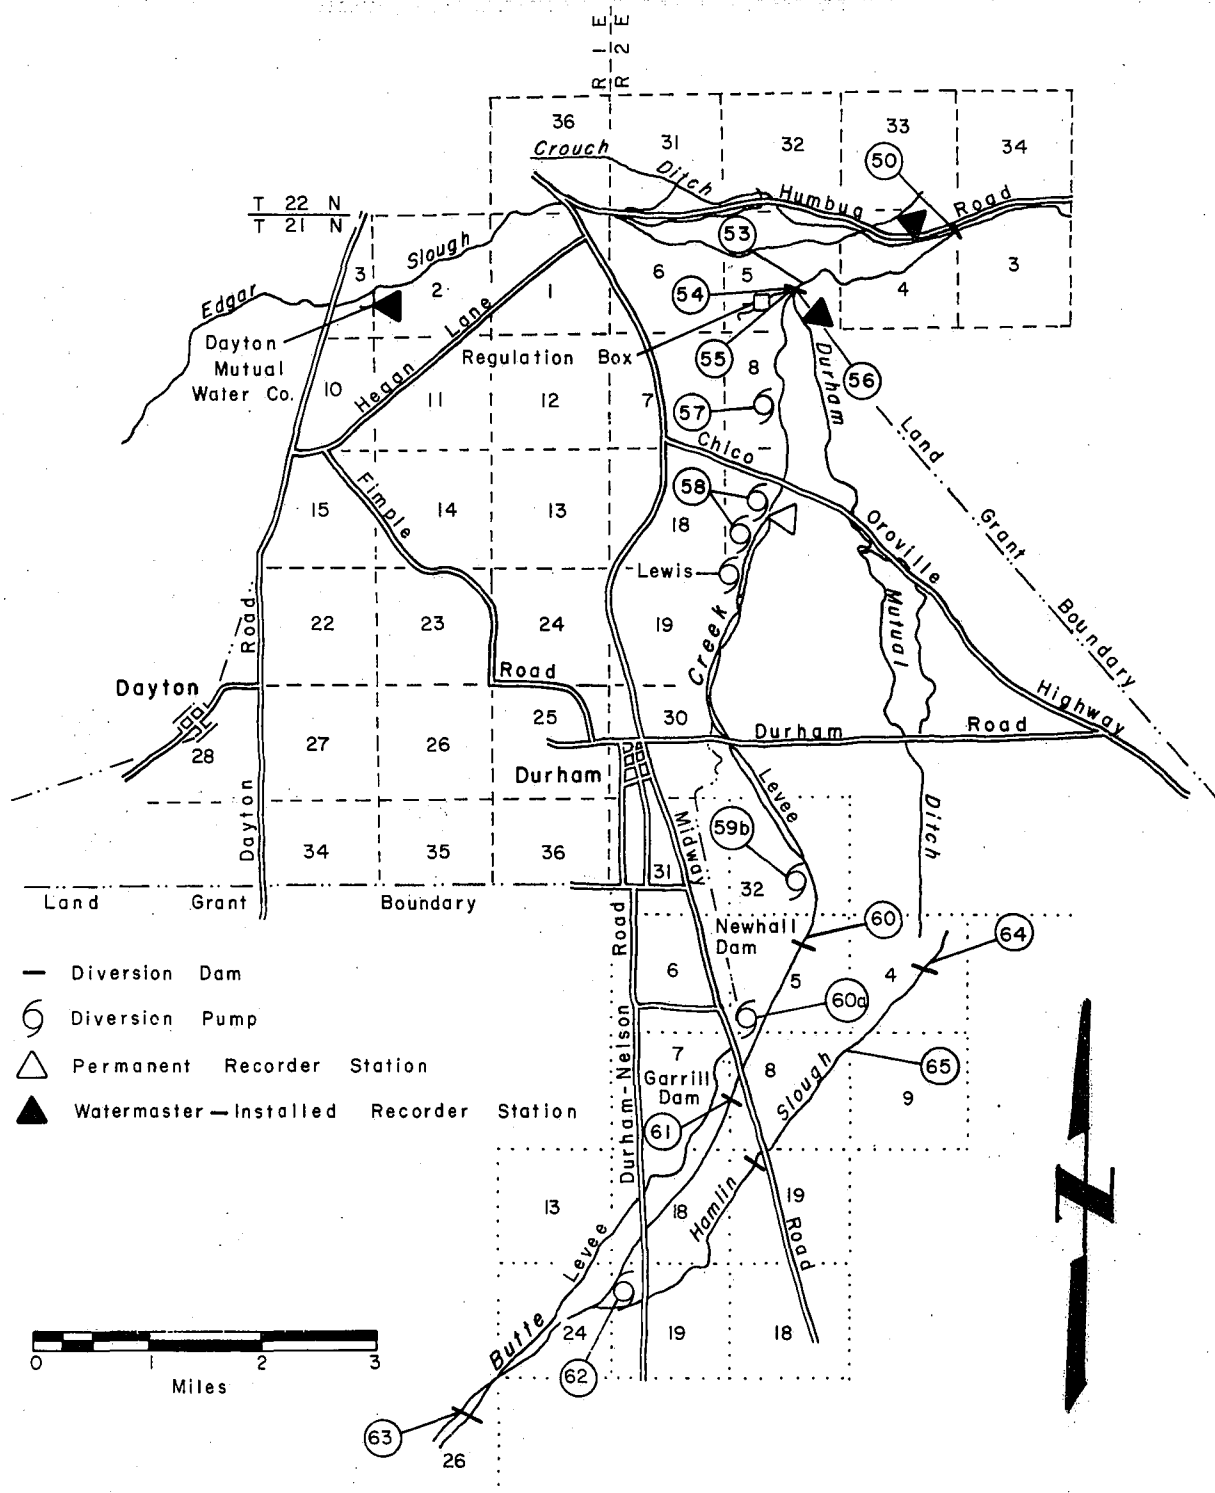 R 1 E
R 2 E
36
31
32
33
34
50
Crouch Ditch
Humbug Road
T 22 N
T 21 N
53
3
2
1
6
5
4
3
Edgar Slough
54
Dayton
Mutual
Water Co.
Hegan Lane
Regulation Box
55
8
56
Durham
10
11
12
7
57
Land Grant Boundary
Chico
15
14
13
58
18
Fimple
Oroville
Lewis
Creek
Mutual
22
23
24
19
Road
Road
Dayton
25
30
Highway
28
27
26
Durham Road
Durham
Levee
Dayton
Midway
59b
Ditch
34
35
36
31
32
Land Grant Boundary
Road
Newhall
Dam
60
64
Diversion Dam
6
5
4
Diversion Pump
60a
Durham-Nelson
Permanent Recorder Station
7
Garrill
Dam
8
65
9
Watermaster—Installed Recorder Station
61
Slough
13
18
Hamlin
19
Road
Levee
Butte
24
19
18
0
1
2
3
Miles
62
63
26